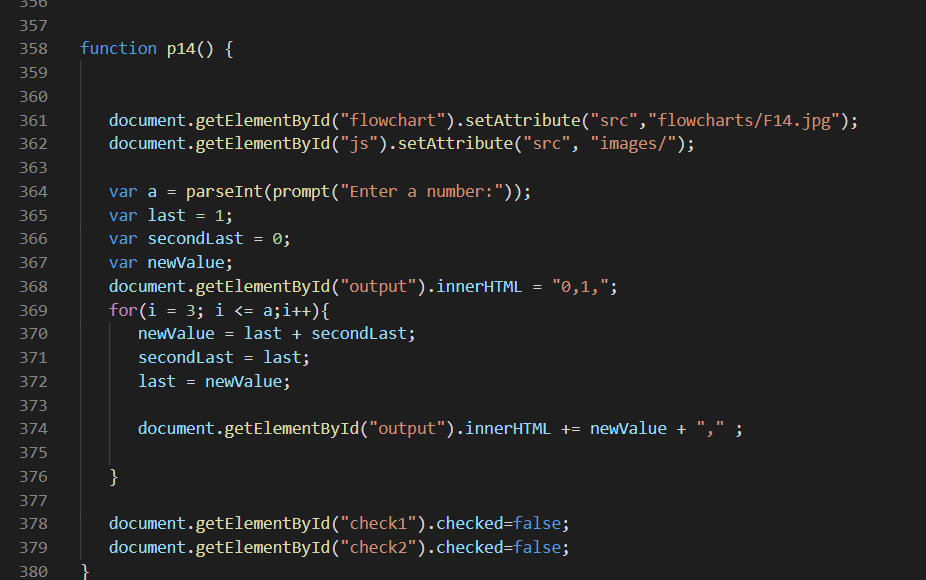 356
357
358 function p14() {
359
360
361 document.getElementById("flowchart").setAttribute("src","flowcharts/F14.jpg");
362 document.getElementById("js").setAttribute("src", "images/");
363
364 var a = parseInt(prompt("Enter a number:"));
365 var last = 1;
366 var secondLast = 0;
367 var newValue;
368 document.getElementById("output").innerHTML = "0,1,";
369 for(i = 3; i <= a;i++){
370 newValue = last + secondLast;
371 secondLast = last;
372 last = newValue;
373
374 document.getElementById("output").innerHTML += newValue + "," ;
375
376 }
377
378 document.getElementById("check1").checked=false;
379 document.getElementById("check2").checked=false;
380 }